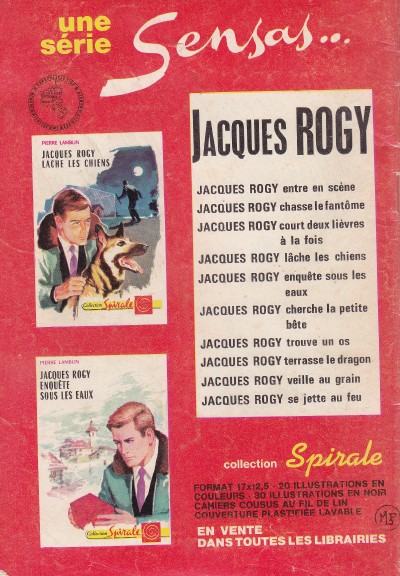 une
série
Sensas...
PIERRE LAMBLIN
JACQUES ROGY
LACHE LES CHIENS
Collection Spirale
PIERRE LAMBLIN
JACQUES ROGY
ENQUÊTE
SOUS LES EAUX
Collection Spirale
JACQUES ROGY
JACQUES ROGY entre en scène
JACQUES ROGY chasse le fantôme
JACQUES ROGY court deux lièvres
à la fois
JACQUES ROGY lâche les chiens
JACQUES ROGY enquête sous les
eaux
JACQUES ROGY cherche la petite
bête
JACQUES ROGY trouve un os
JACQUES ROGY terrasse le dragon
JACQUES ROGY veille au grain
JACQUES ROGY se jette au feu
collection Spirale
FORMAT 17x12,5 - 20 ILLUSTRATIONS EN
COULEURS - 30 ILLUSTRATIONS EN NOIR
CAHIERS COUSUS AU FIL DE LIN
COUVERTURE PLASTIFIÉE LAVABLE
EN VENTE
DANS TOUTES LES LIBRAIRIES